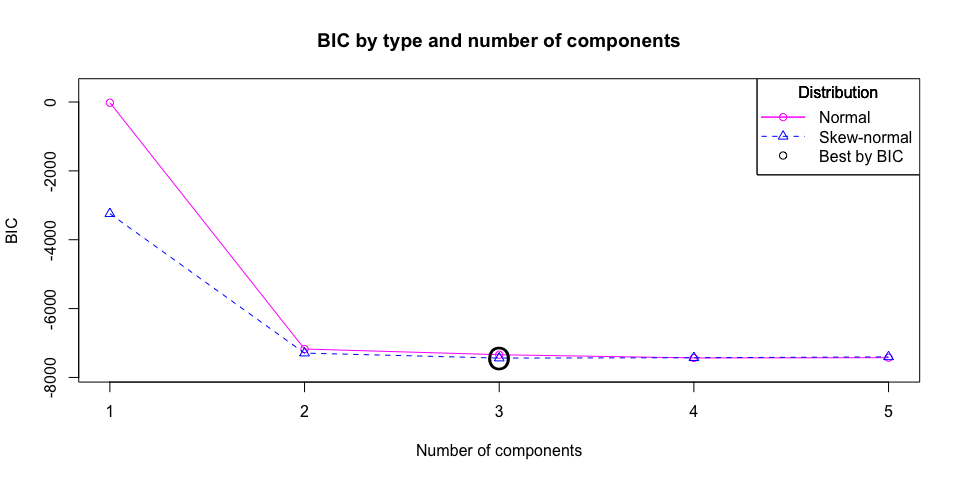 BIC by type and number of components
Distribution
Normal
Skew-normal
Best by BIC
BIC
0
-2000
-4000
-6000
-8000
1 2 3 4 5
Number of components